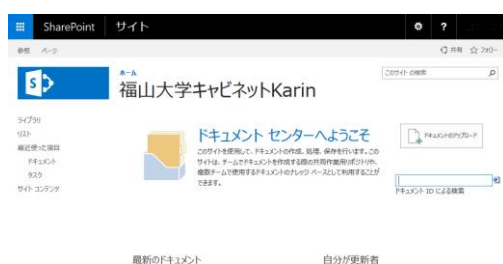 SharePoint サイト
?
参照 ページ
共有 フォロー
ホーム
福山大学キャビネットKarin
このサイトの検索
ライブラリ
リスト
最近使った項目
ドキュメント
タスク
サイト コンテンツ
ドキュメント センターへようこそ
このサイトを使用して、ドキュメントの作成、処理、保存を行います。この
サイトは、チームでドキュメントを作成する際の共同作業用リポジトリや、
複数チームで使用するドキュメントのナレッジ ベースとして利用することが
できます。
ドキュメントのアップロード
ドキュメント ID による検索
最新のドキュメント 自分が更新者